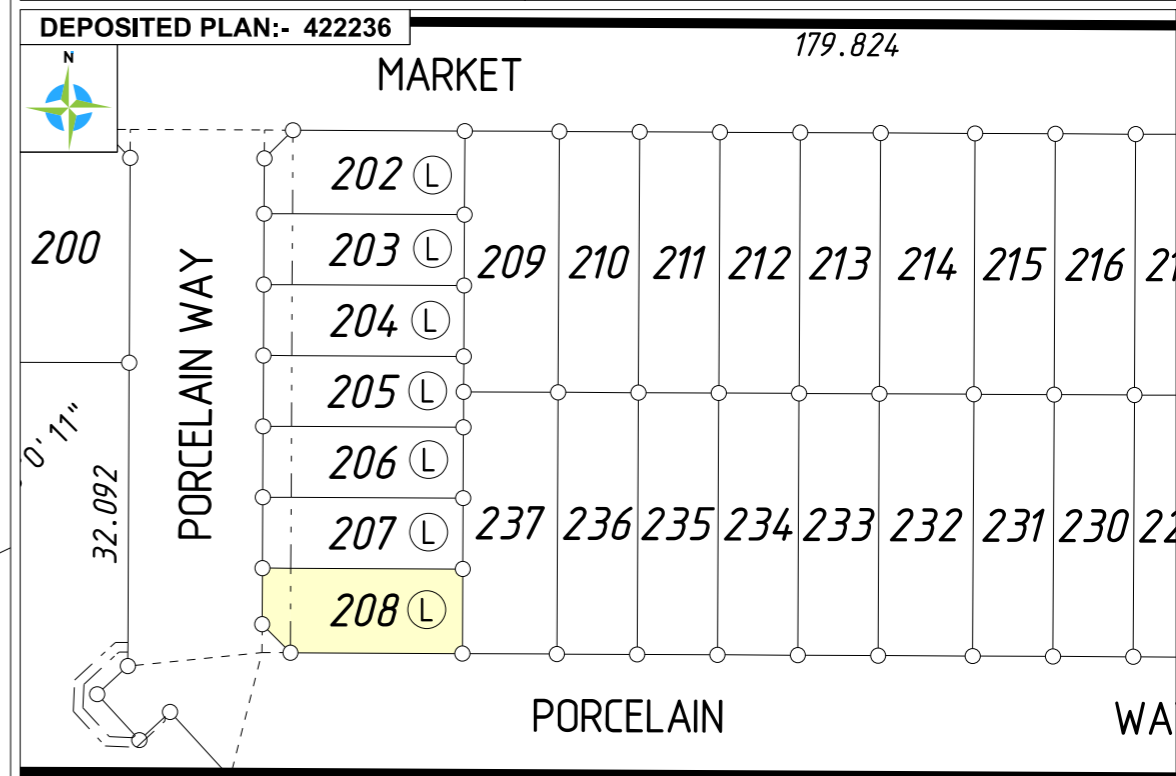 DEPOSITED PLAN:- 422236
N
MARKET
179.824
202 L
203 L
204 L
205 L
206 L
207 L
208 L
200
PORCELAIN WAY
0' 11"
32.092
209 210 211 212 213 214 215 216 21
237 236 235 234 233 232 231 230 22
PORCELAIN WA